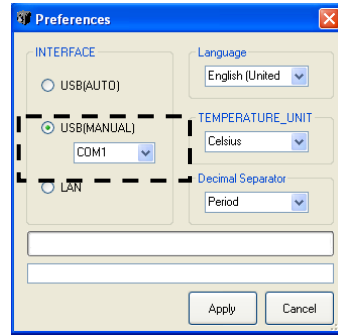 Preferences
INTERFACE
USB(AUTO)
USB(MANUAL)
COM1
LAN
Language
English (United
TEMPERATURE_UNIT
Celsius
Decimal Separator
Period
Apply
Cancel